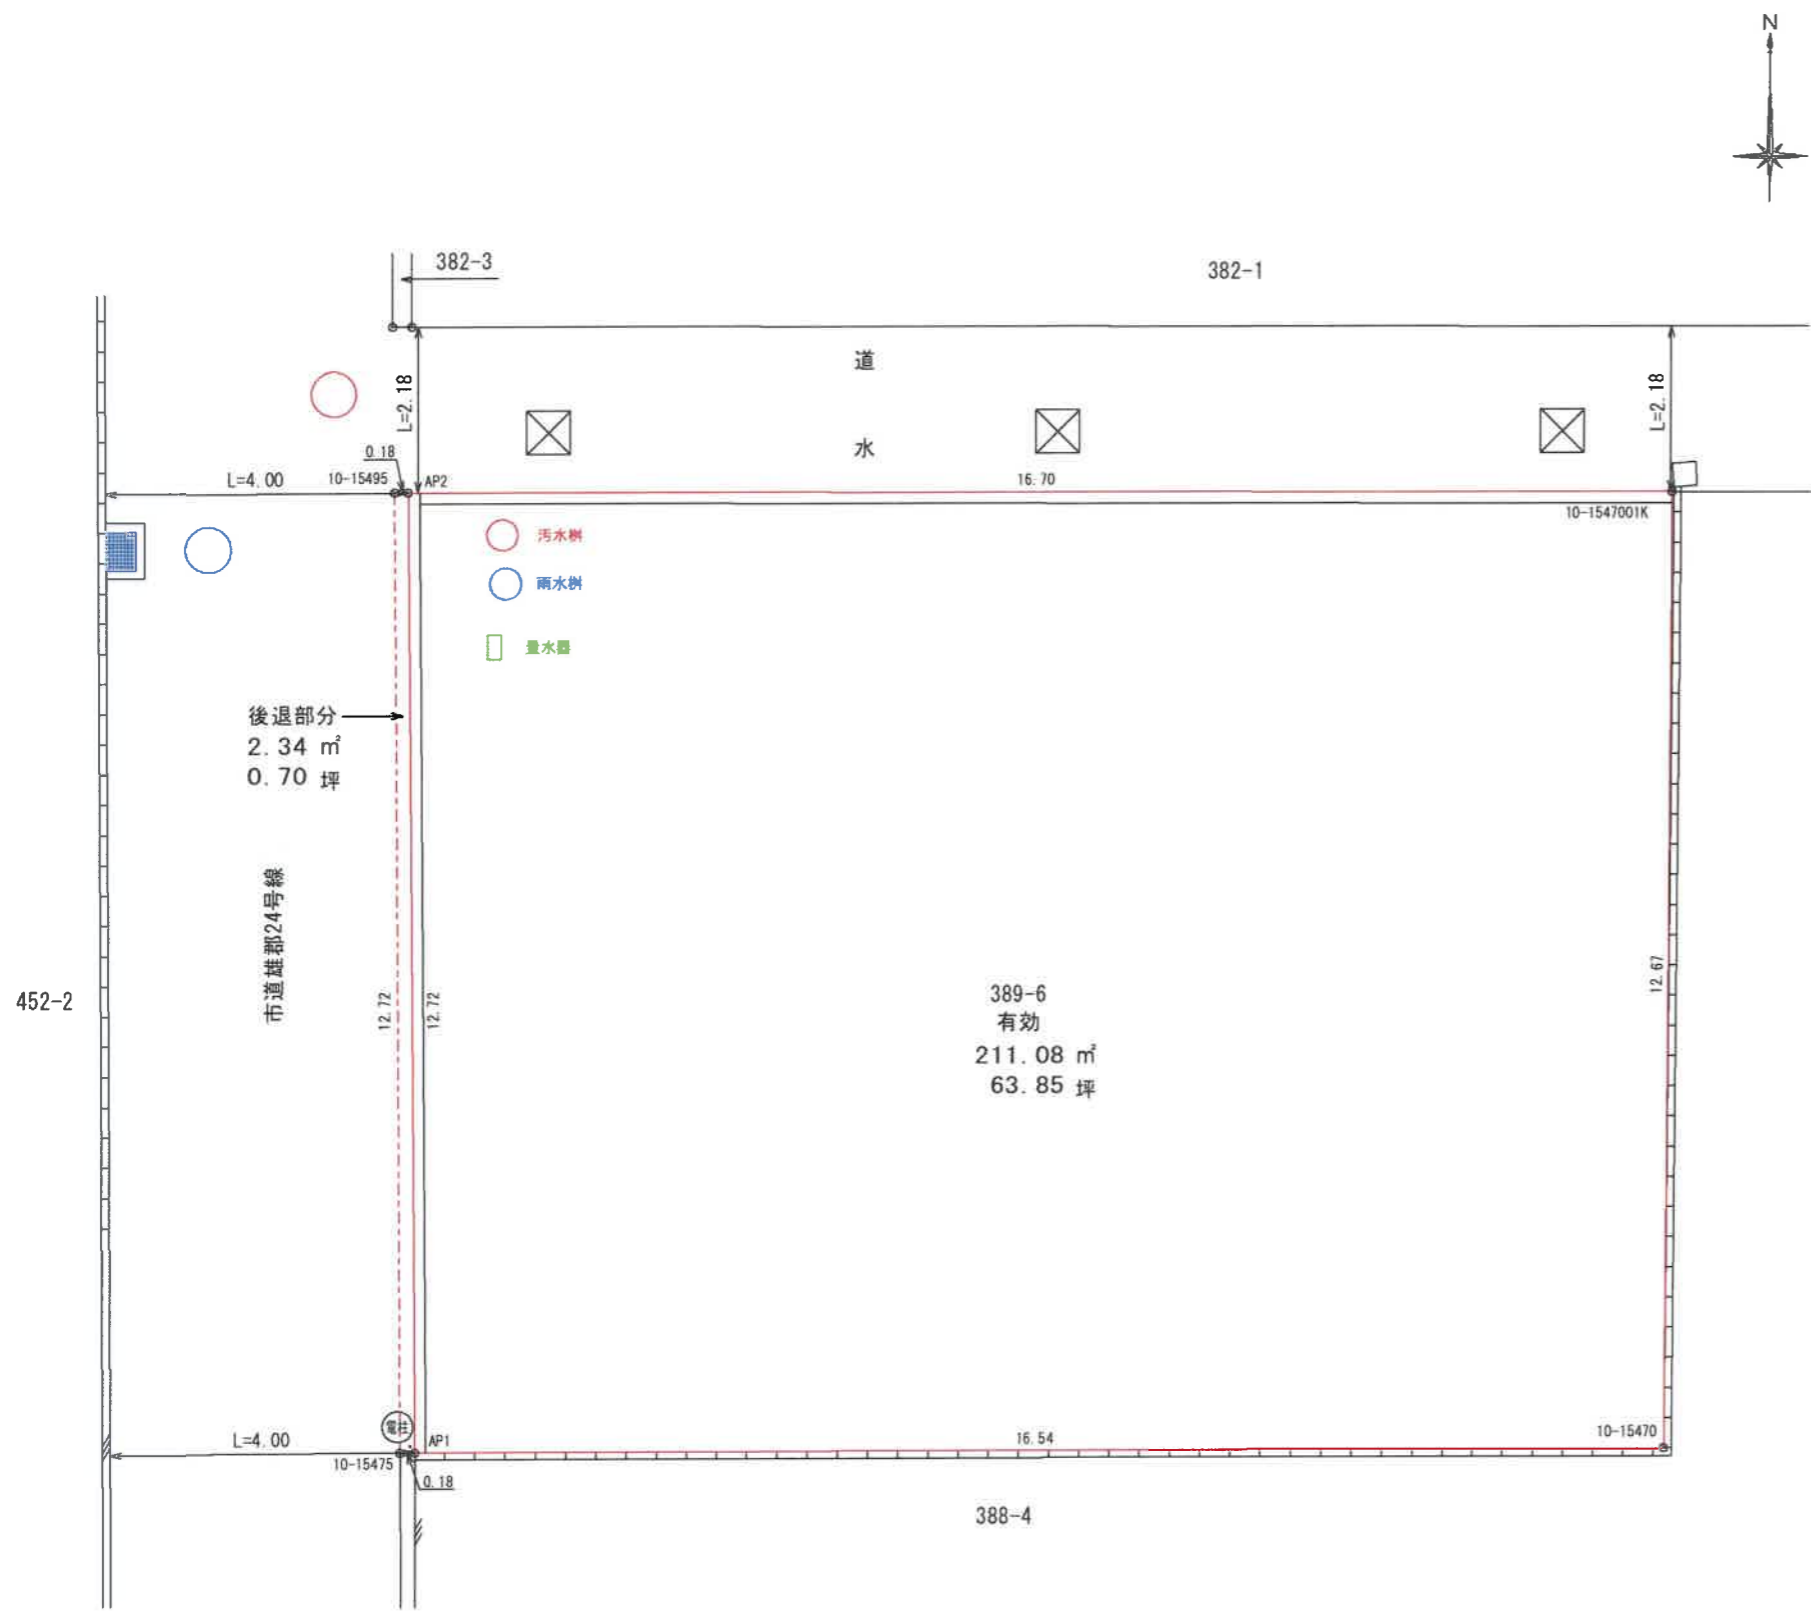 N
382-3
382-1
道
L=2.18
L=2.18
水
0.18
L=4.00
10-15495
AP2
16.70
10-1547001K
汚水桝
雨水桝
量水器
後退部分
2.34 ㎡
0.70 坪
市道雄郡24号線
452-2
12.72
12.72
12.67
389-6
有効
211.08 ㎡
63.85 坪
電柱
L=4.00
AP1
16.54
10-15470
10-15475
0.18
388-4